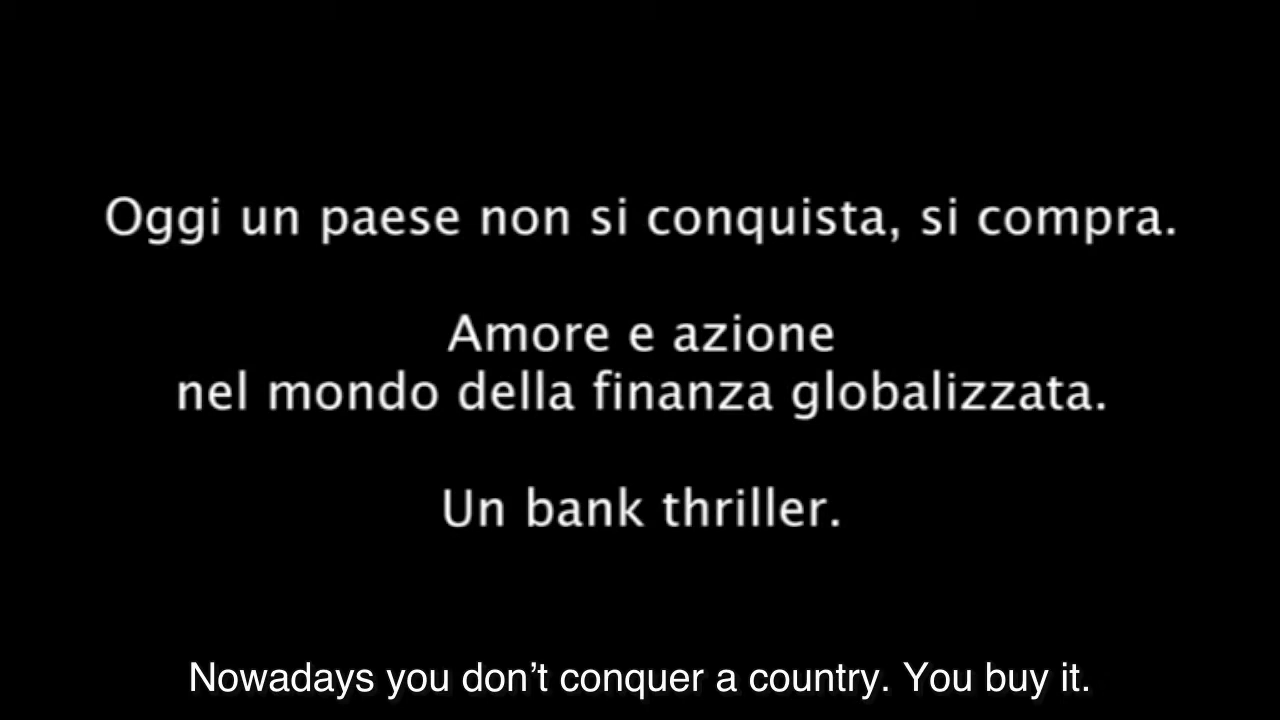 Oggi un paese non si conquista, si compra.
Amore e azione
nel mondo della finanza globalizzata.
Un bank thriller.
Nowadays you don’t conquer a country. You buy it.